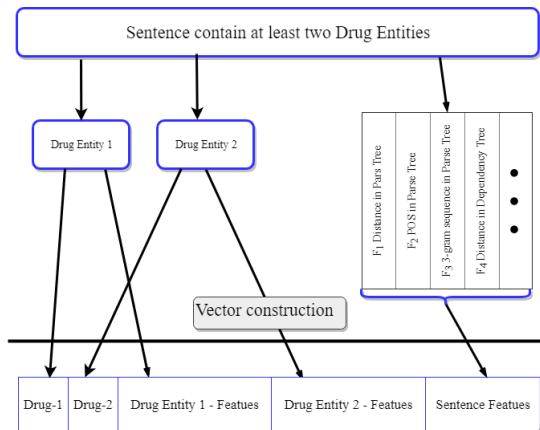 Sentence contain at least two Drug Entities
Drug Entity 1
Drug Entity 2
F1 Distance in Pars Tree
F2 POS in Parse Tree
F3 3-gram sequence in Parse Tree
F4 Distance in Dependency Tree
Vector construction
Drug-1
Drug-2
Drug Entity 1 - Featues
Drug Entity 2 - Featues
Sentence Featues